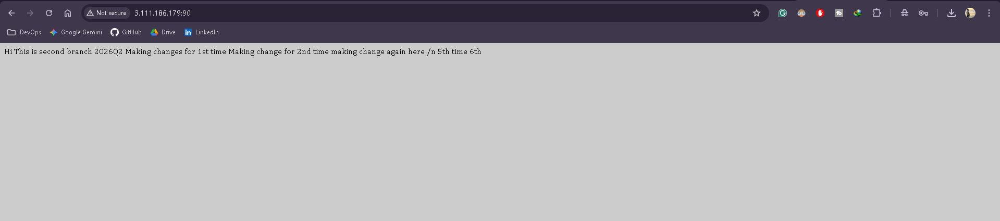 Not secure 3.111.186.179:90
DevOps Google Gemini GitHub Drive LinkedIn
Hi This is second branch 2026Q2 Making changes for 1st time Making change for 2nd time making change again here /n 5th time 6th